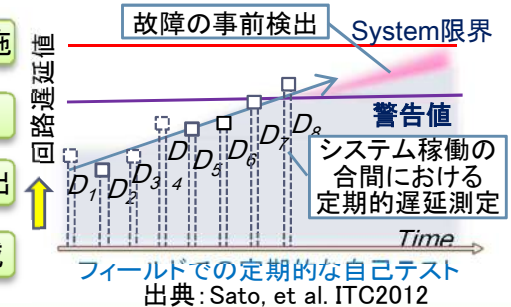 施
出
故障の事前検出
System限界
回路遅延値
警告値
D1
D2
D3
D4
D5
D6
D7
D8
システム稼働の
合間における
定期的遅延測定
Time
フィールドでの定期的な自己テスト
出典：Sato, et al. ITC2012